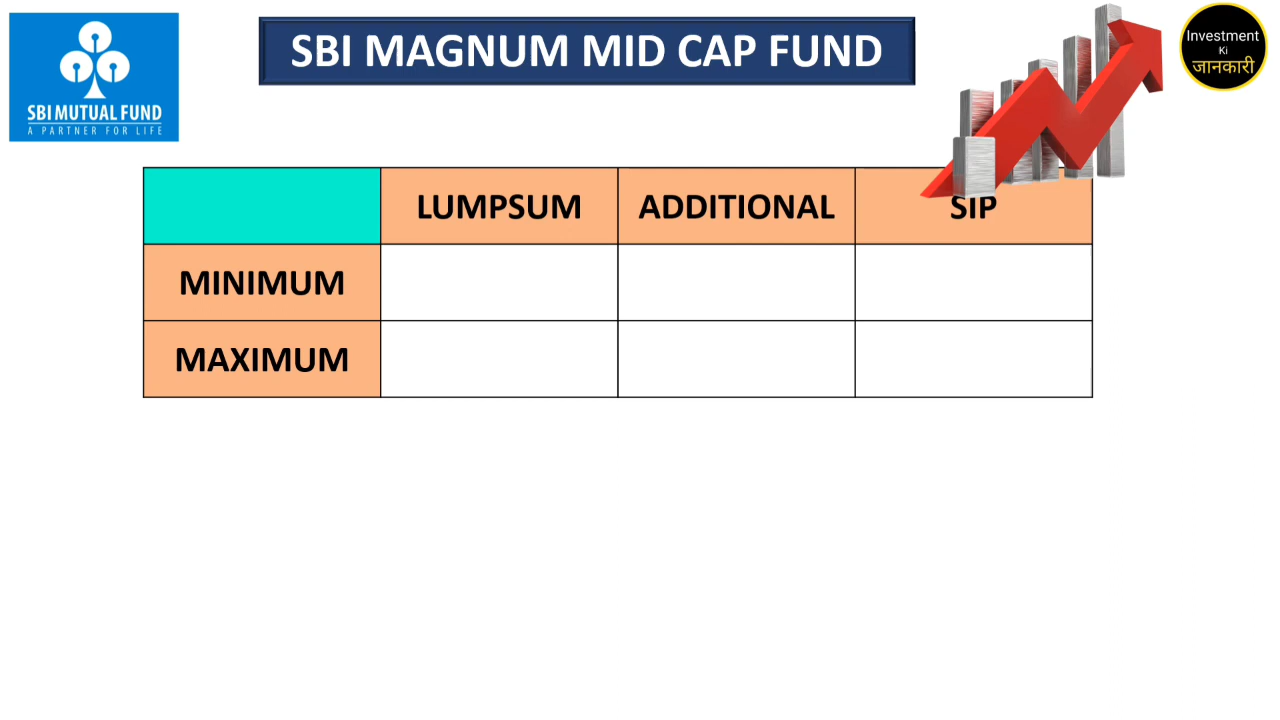 SBI MUTUAL FUND
A PARTNER FOR LIFE
SBI MAGNUM MID CAP FUND
Investment
Ki
जानकारी
LUMPSUM ADDITIONAL SIP
MINIMUM
MAXIMUM